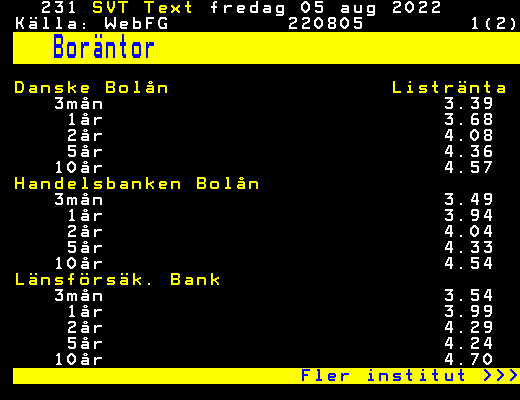 231 SVT Text fredag 05 aug 2022
Källa: WebFG 220805 1(2)
Boräntor
Danske Bolån Listränta
3mån 3.39
1år 3.68
2år 4.08
5år 4.36
10år 4.57
Handelsbanken Bolån
3mån 3.49
1år 3.94
2år 4.04
5år 4.33
10år 4.54
Länsförsäk. Bank
3mån 3.54
1år 3.99
2år 4.29
5år 4.24
10år 4.70
Fler institut >>>